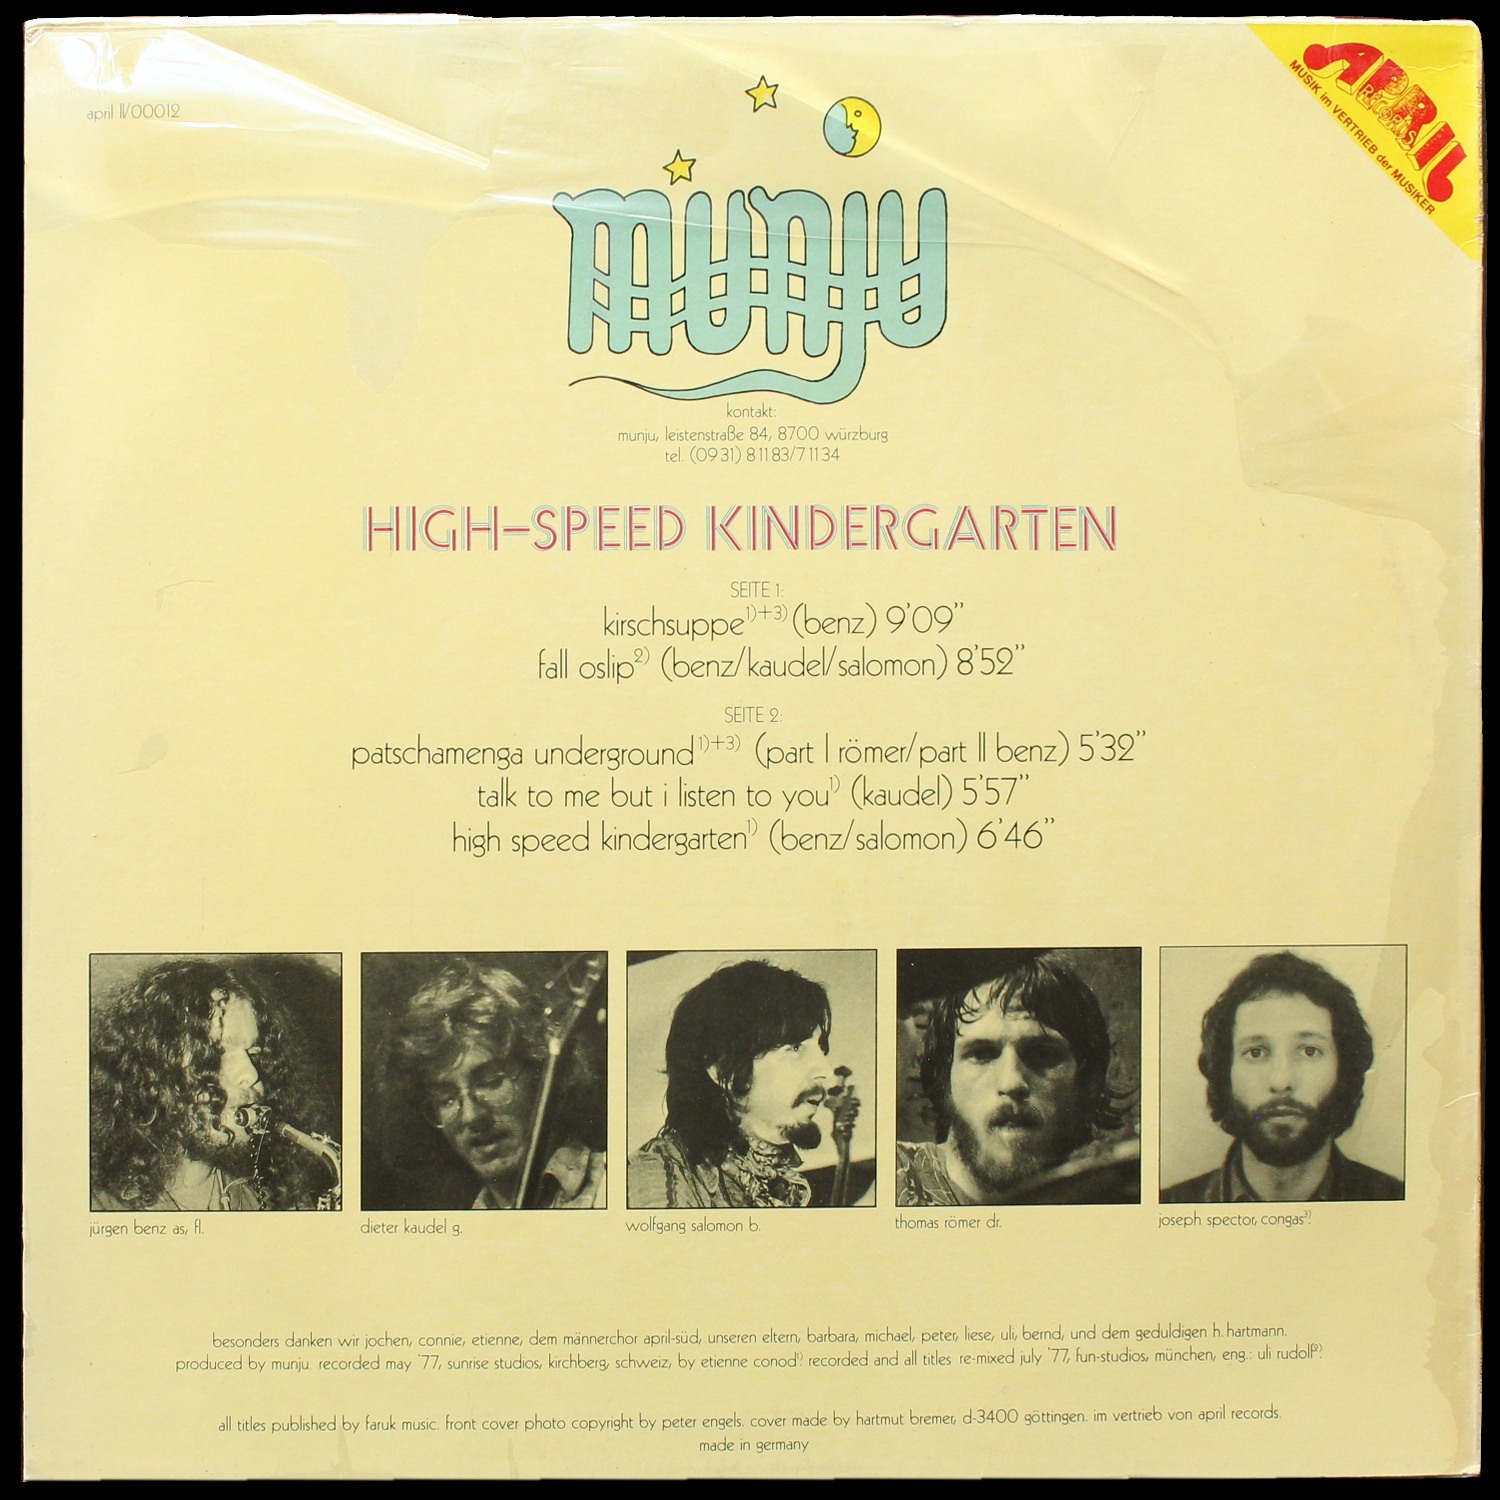 april II/00012
APRIL
RECORDS
MUSIK im VERTRIEB der MUSIKER
munju
kontakt:
munju, leistenstraße 84, 8700 würzburg
tel. (0931) 81183/71134
HIGH-SPEED KINDERGARTEN
SEITE 1:
kirschsuppe1)+3) (benz) 9'09"
fall oslip2) (benz/kaudel/salomon) 8'52"
SEITE 2:
patschamenga underground1)+3) (part I römer/part II benz) 5'32"
talk to me but i listen to you1) (kaudel) 5'57"
high speed kindergarten1) (benz/salomon) 6'46"
jürgen benz as, fl.
dieter kaudel g.
wolfgang salomon b.
thomas römer dr.
joseph spector, congas3).
besonders danken wir jochen, connie, etienne, dem männerchor april-süd, unseren eltern, barbara, michael, peter, liese, uli, bernd, und dem geduldigen h. hartmann.
produced by munju. recorded may '77, sunrise studios, kirchberg, schweiz, by etienne conod1). recorded and all titles re-mixed july '77, fun-studios, münchen, eng.: uli rudolf2).
all titles published by faruk music. front cover photo copyright by peter engels. cover made by hartmut bremer, d-3400 göttingen. im vertrieb von april records.
made in germany